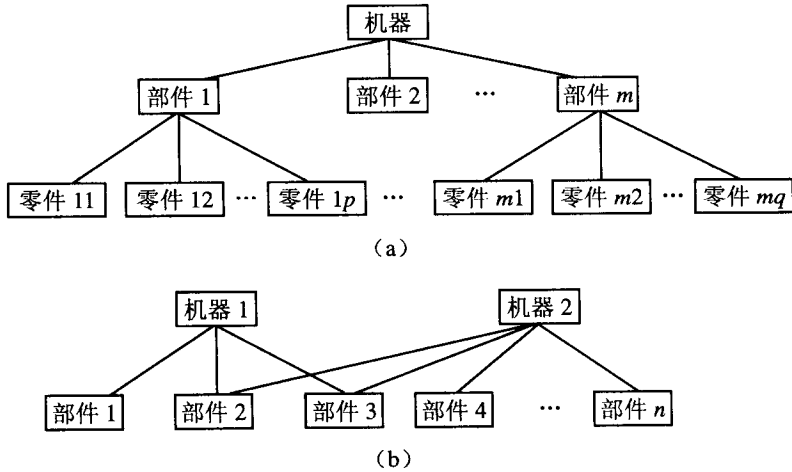 机器
部件 1 部件 2 … 部件 m
零件 11 零件 12 … 零件 1p … 零件 m1 零件 m2 … 零件 mq
（a）
机器 1 机器 2
部件 1 部件 2 部件 3 部件 4 … 部件 n
（b）